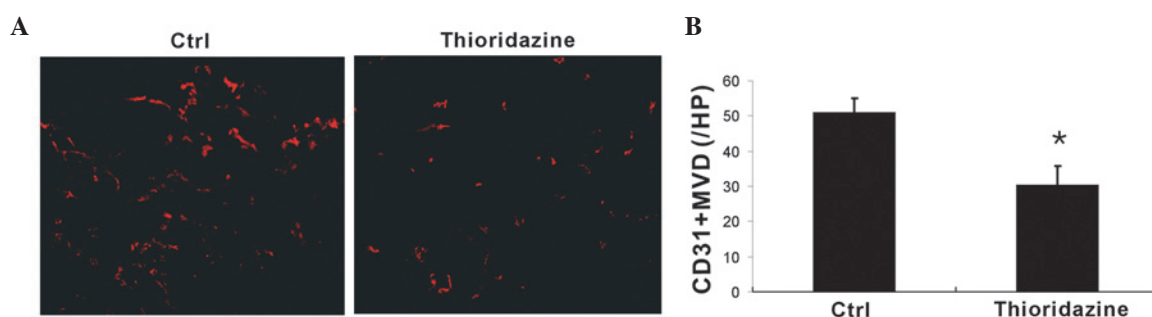 A
Ctrl
Thioridazine
B
CD31+MVD (/HP)
60
50
40
30
20
10
0
*
Ctrl
Thioridazine